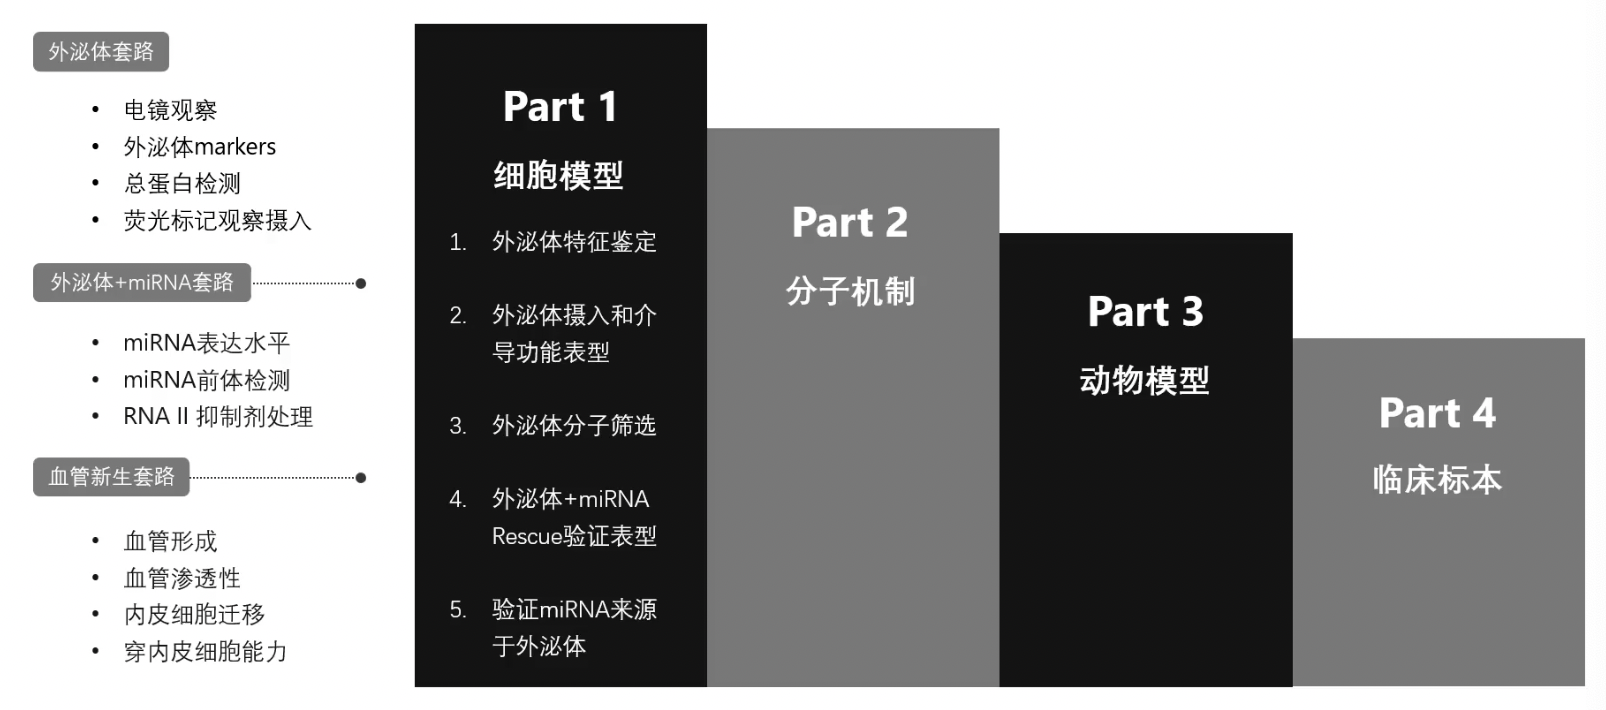 外泌体套路
• 电镜观察
• 外泌体markers
• 总蛋白检测
• 荧光标记观察摄入
外泌体+miRNA套路
• miRNA表达水平
• miRNA前体检测
• RNA II 抑制剂处理
血管新生套路
• 血管形成
• 血管渗透性
• 内皮细胞迁移
• 穿内皮细胞能力
Part 1
细胞模型
1. 外泌体特征鉴定
2. 外泌体摄入和介
导功能表型
3. 外泌体分子筛选
4. 外泌体+miRNA
Rescue验证表型
5. 验证miRNA来源
于外泌体
Part 2
分子机制
Part 3
动物模型
Part 4
临床标本